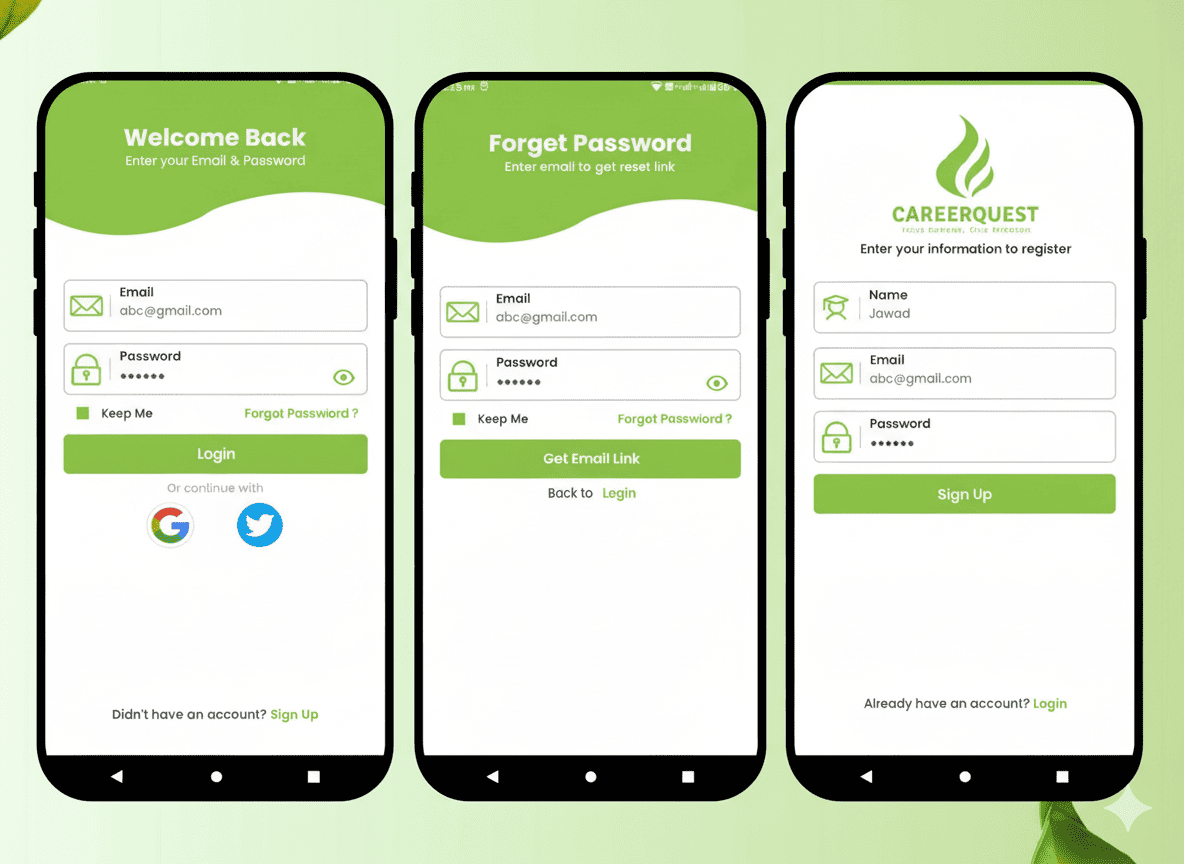 Welcome Back
Enter your Email & Password
Email
abc@gmail.com
Password
Keep Me
Forgot Passwiord ?
Login
Or continue with
Didn't have an account? Sign Up
Forget Password
Enter email to get reset link
Email
abc@gmail.com
Password
Keep Me
Forgot Passwiord ?
Get Email Link
Back to Login
CAREERQUEST
Enter your information to register
Name
Jawad
Email
abc@gmail.com
Password
Sign Up
Already have an account? Login